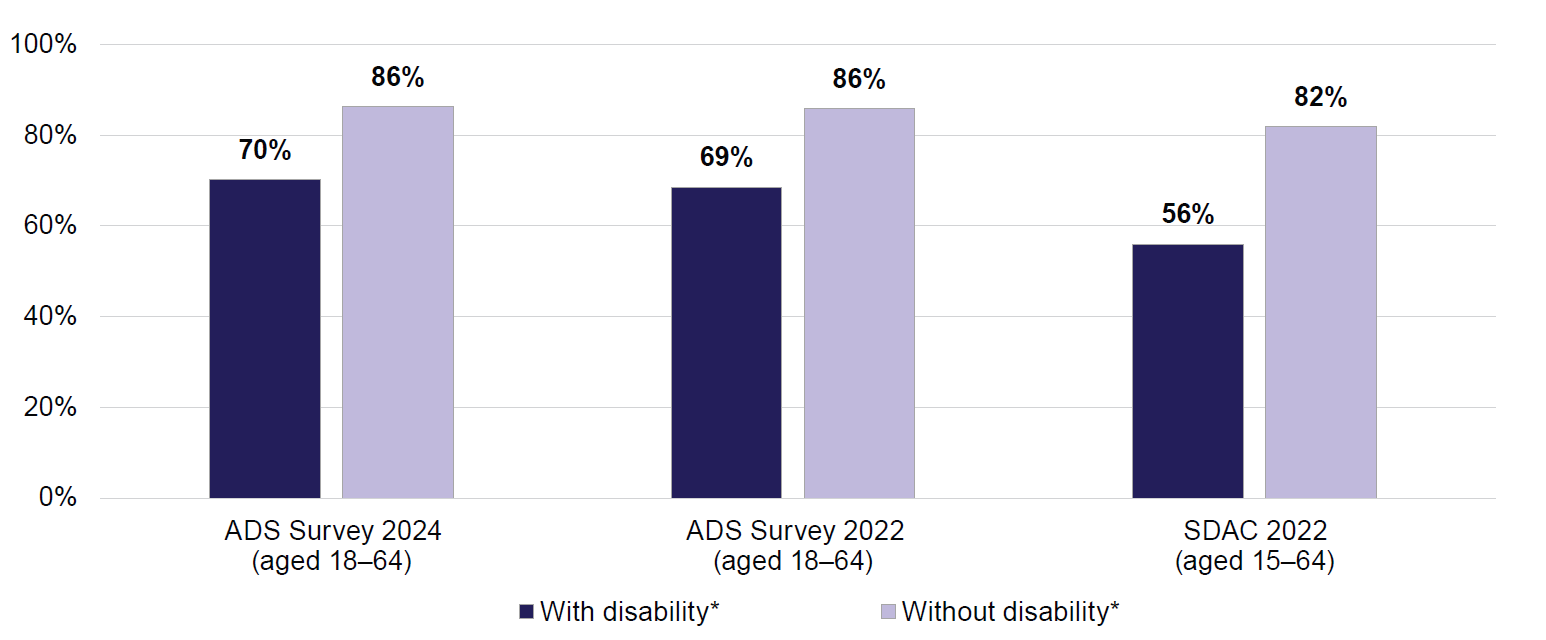 100%
80%
60%
40%
20%
0%
70%
86%
69%
86%
56%
82%
ADS Survey 2024
(aged 18–64)
ADS Survey 2022
(aged 18–64)
SDAC 2022
(aged 15–64)
With disability*
Without disability*